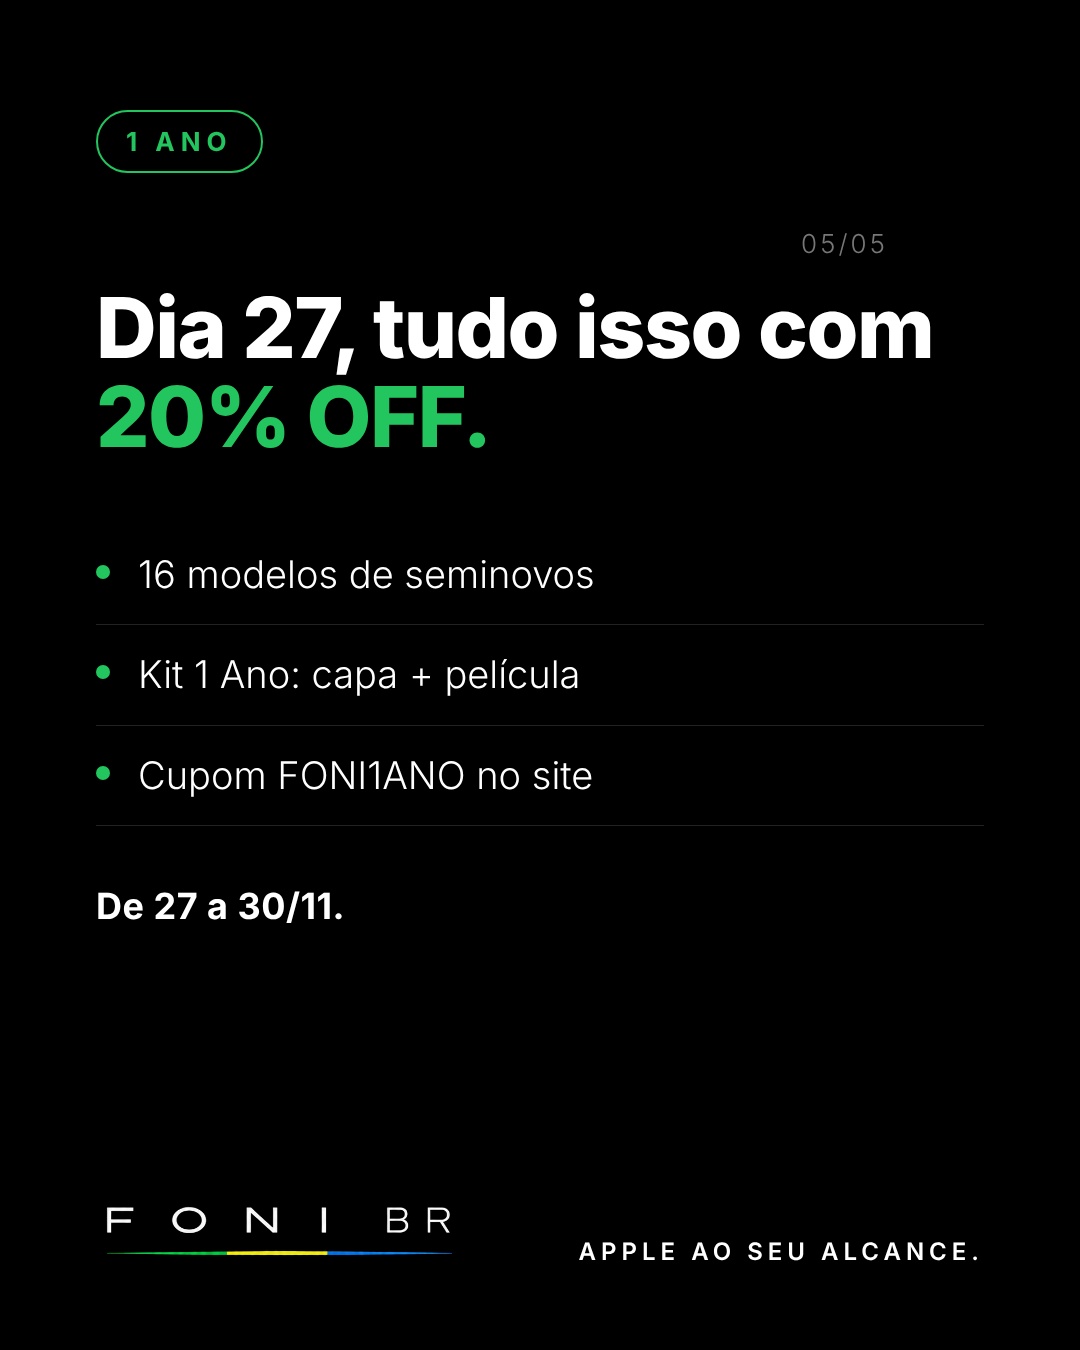 1 ANO
05/05
Dia 27, tudo isso com
20% OFF.
16 modelos de seminovos
Kit 1 Ano: capa + película
Cupom FONI1ANO no site
De 27 a 30/11.
FONI BR
APPLE AO SEU ALCANCE.